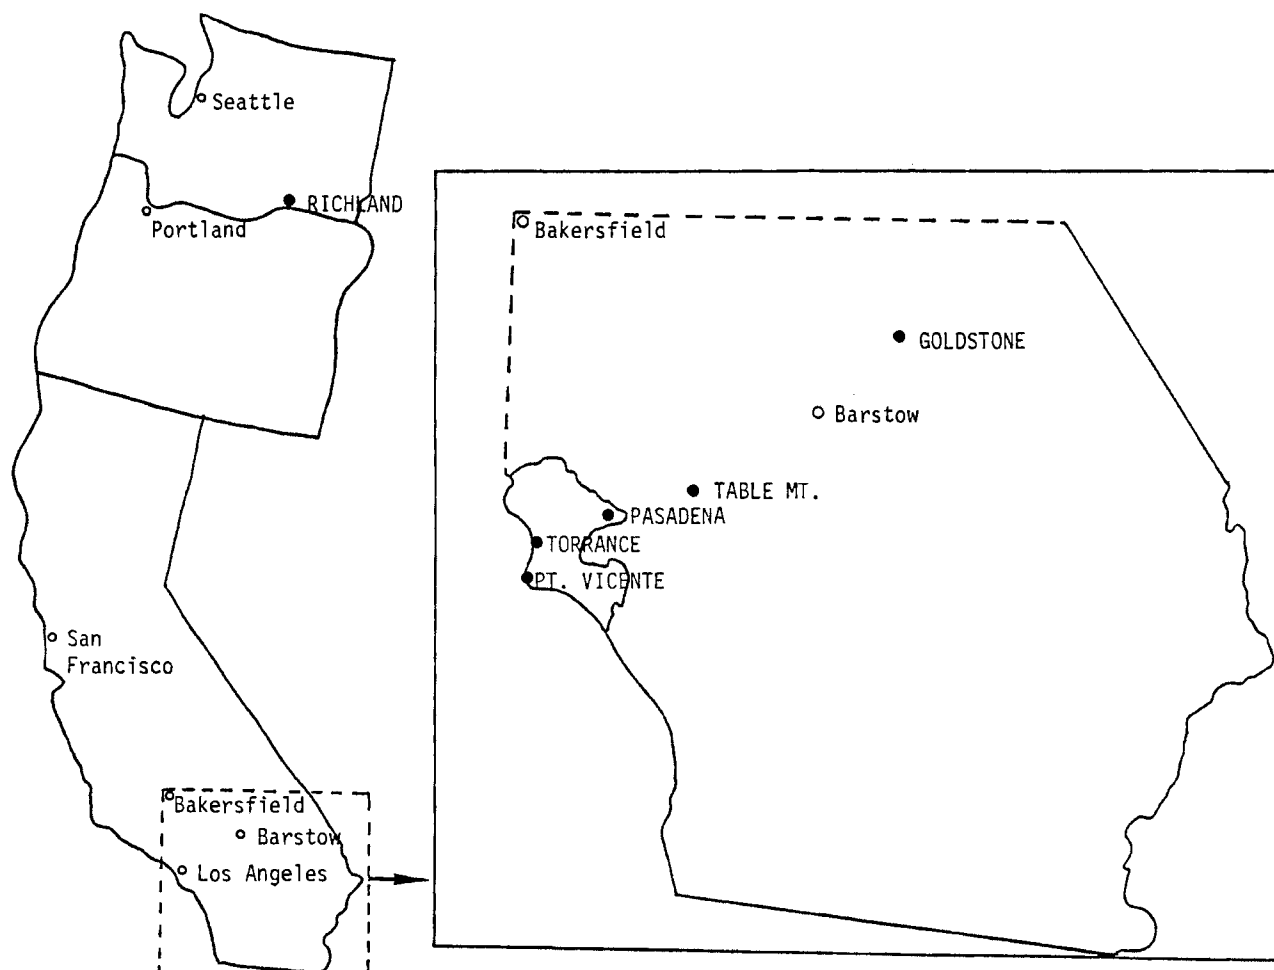 Seattle
RICHLAND
Portland
San
Francisco
Bakersfield
Barstow
Los Angeles
Bakersfield
GOLDSTONE
Barstow
TABLE MT.
PASADENA
TORRANCE
PT. VICENTE